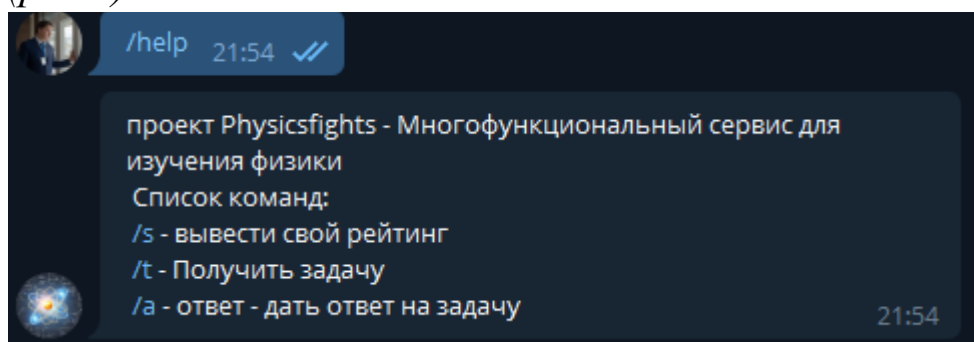 /help 21:54
проект Physicsfights - Многофункциональный сервис для
изучения физики
Список команд:
/s - вывести свой рейтинг
/t - Получить задачу
/a - ответ - дать ответ на задачу
21:54